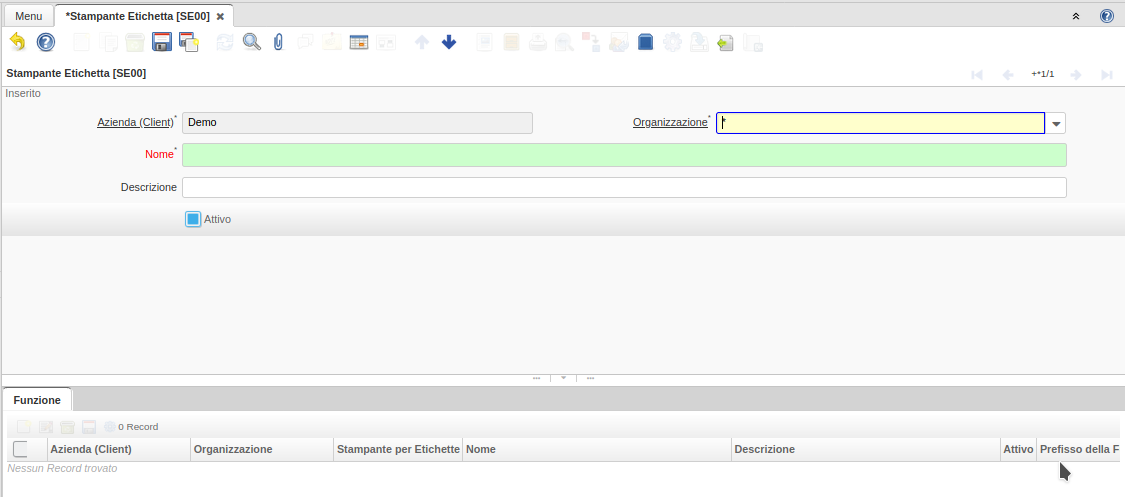 Menu *Stampante Etichetta [SE00]
Stampante Etichetta [SE00] +*1/1
Inserito
Azienda (Client)* Demo Organizzazione* *
Nome*
Descrizione
Attivo
Funzione
0 Record
Azienda (Client) Organizzazione Stampante per Etichette Nome Descrizione Attivo Prefisso della F
Nessun Record trovato